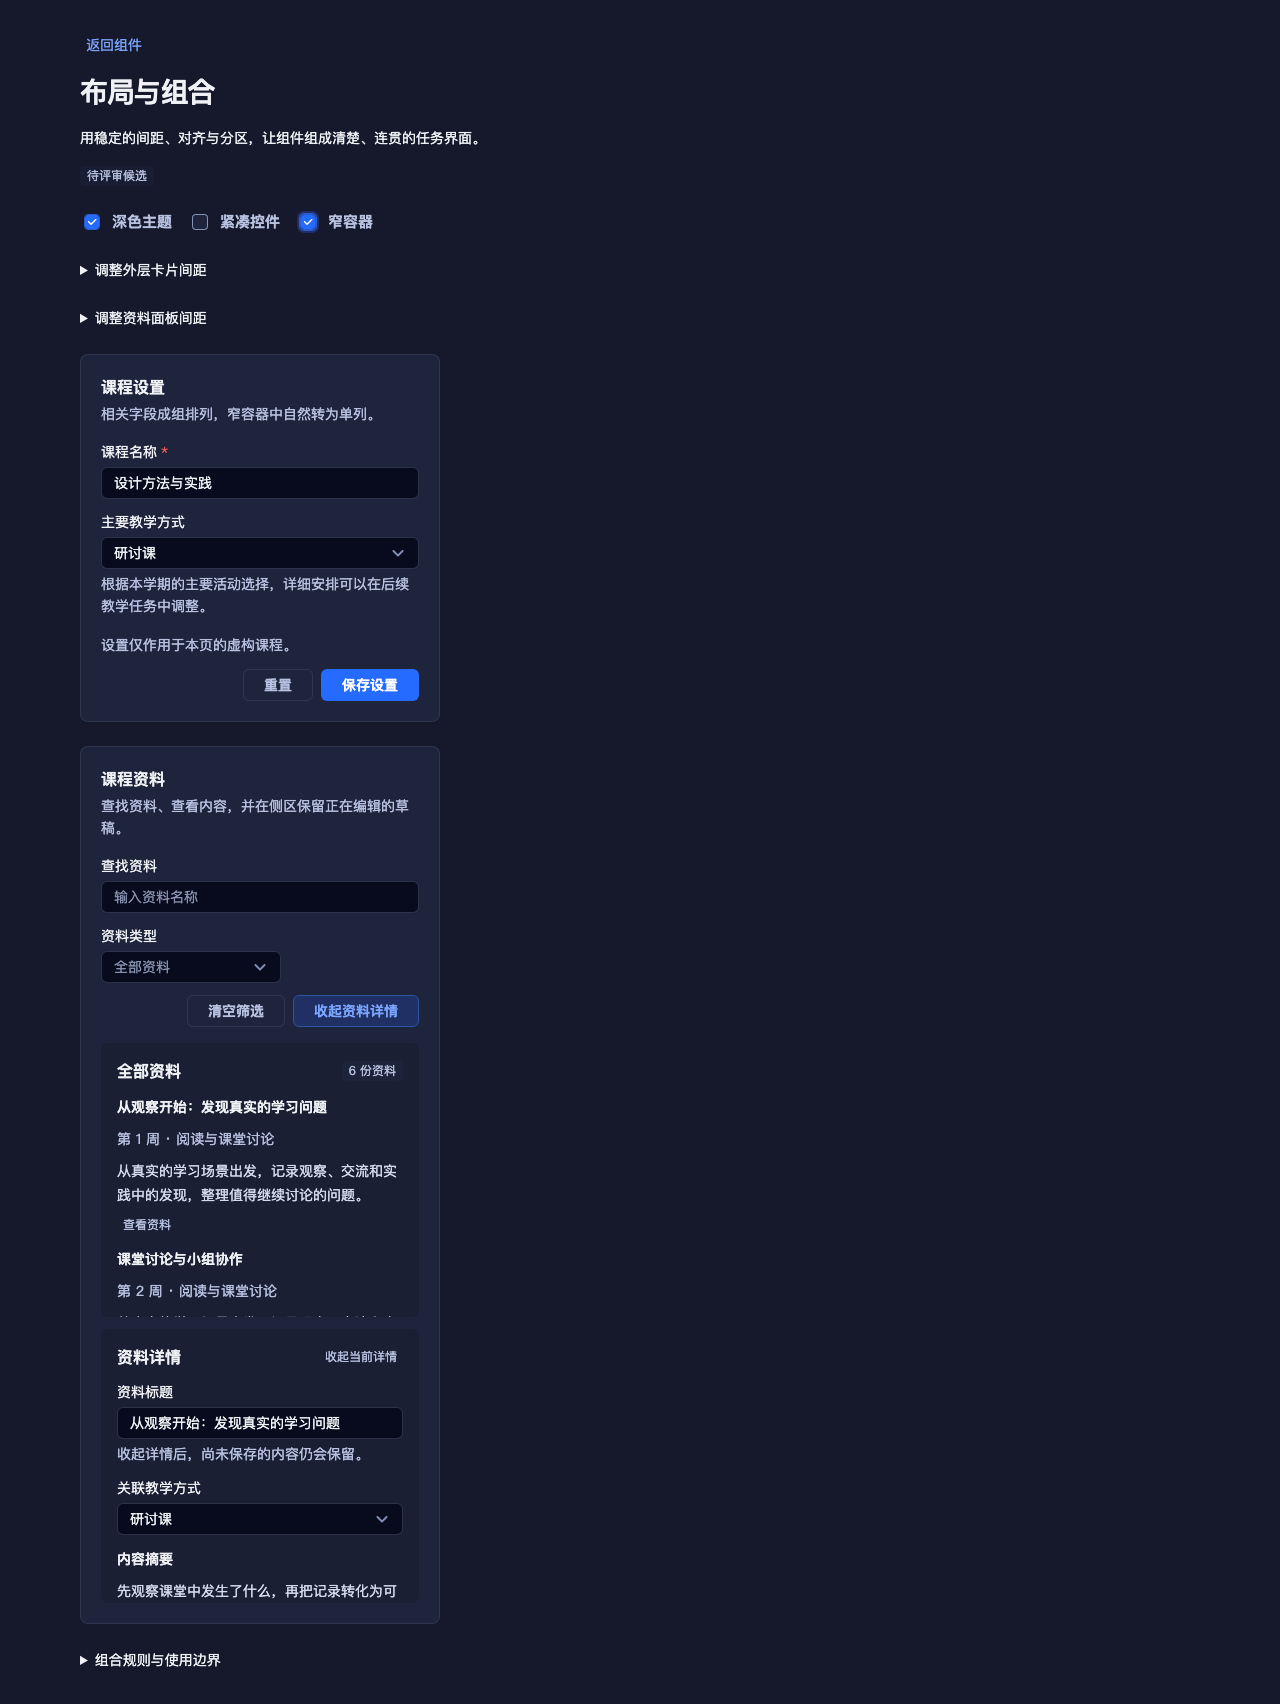 返回组件
布局与组合
用稳定的间距、对齐与分区，让组件组成清楚、连贯的任务界面。
待评审候选
深色主题 紧凑控件 窄容器
调整外层卡片间距
调整资料面板间距
课程设置
相关字段成组排列，窄容器中自然转为单列。
课程名称 *
设计方法与实践
主要教学方式
研讨课
根据本学期的主要活动选择，详细安排可以在后续
教学任务中调整。
设置仅作用于本页的虚构课程。
重置 保存设置
课程资料
查找资料、查看内容，并在侧区保留正在编辑的草
稿。
查找资料
输入资料名称
资料类型
全部资料
清空筛选 收起资料详情
全部资料 6 份资料
从观察开始：发现真实的学习问题
第 1 周 · 阅读与课堂讨论
从真实的学习场景出发，记录观察、交流和实
践中的发现，整理值得继续讨论的问题。
查看资料
课堂讨论与小组协作
第 2 周 · 阅读与课堂讨论
资料详情 收起当前详情
资料标题
从观察开始：发现真实的学习问题
收起详情后，尚未保存的内容仍会保留。
关联教学方式
研讨课
内容摘要
先观察课堂中发生了什么，再把记录转化为可
组合规则与使用边界